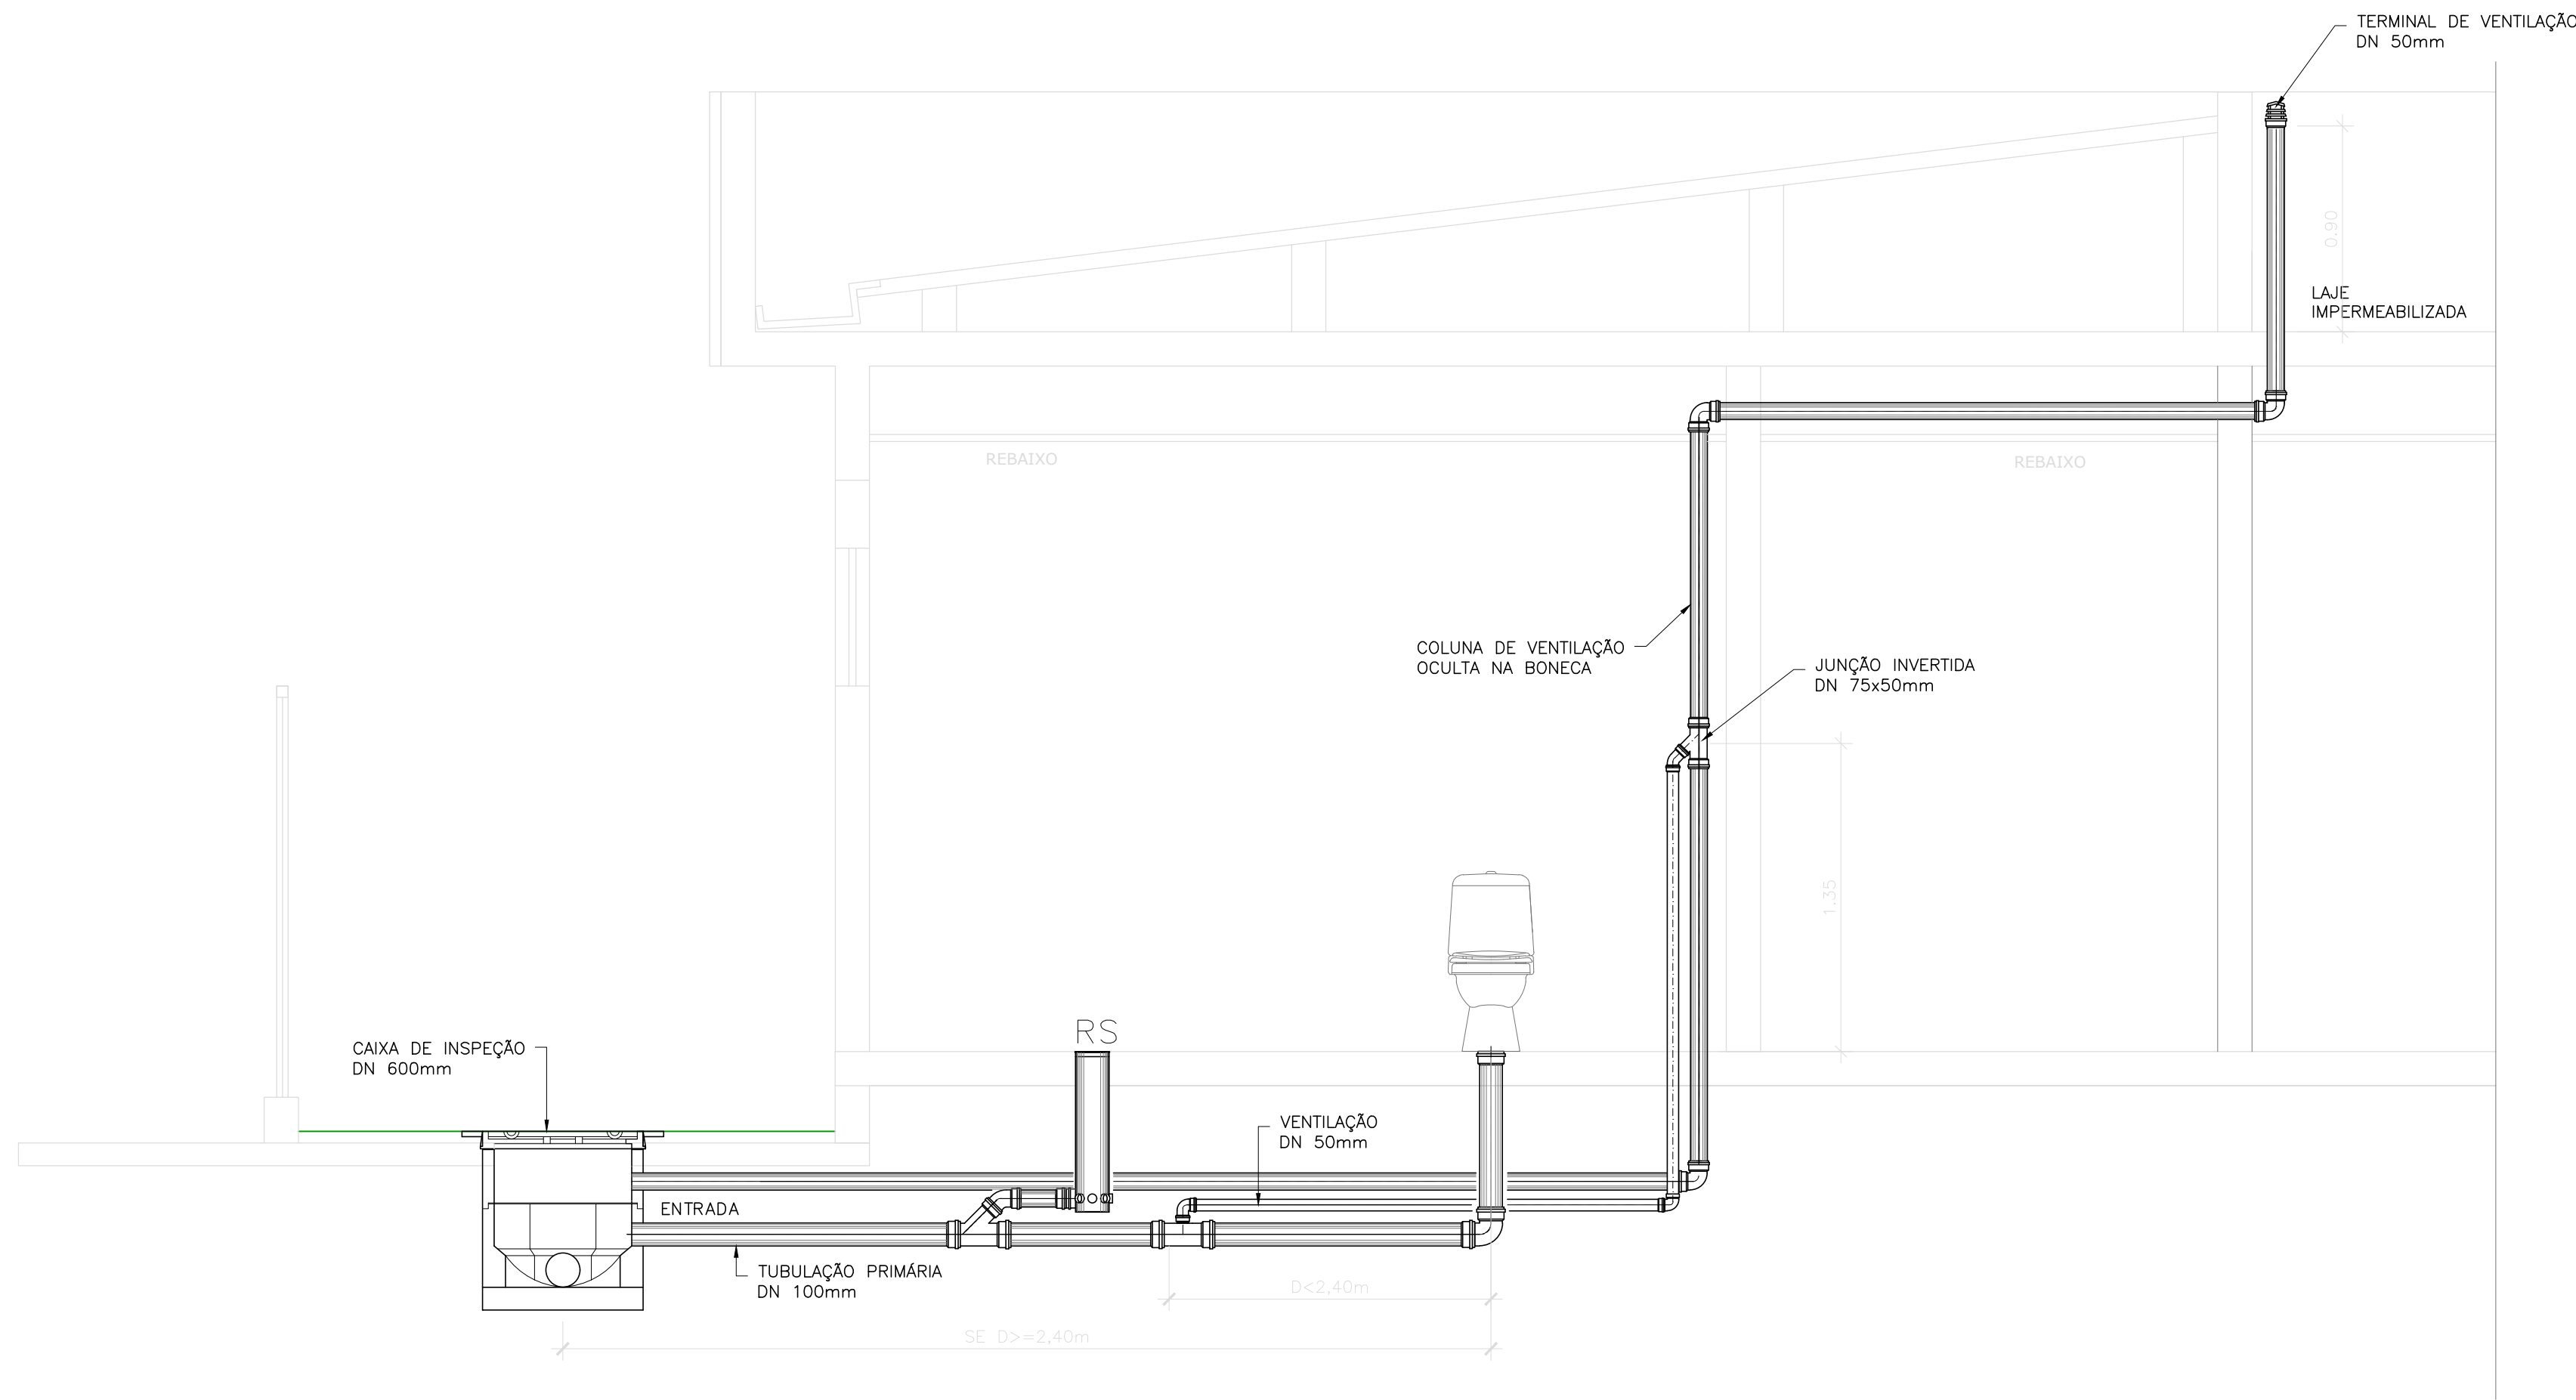 TERMINAL DE VENTILAÇÃO
DN 50mm
0.90
LAJE
IMPERMEABILIZADA
REBAIXO
REBAIXO
COLUNA DE VENTILAÇÃO
OCULTA NA BONECA
JUNÇÃO INVERTIDA
DN 75x50mm
1.35
RS
CAIXA DE INSPEÇÃO
DN 600mm
VENTILAÇÃO
DN 50mm
ENTRADA
TUBULAÇÃO PRIMÁRIA
DN 100mm
D<2,40m
SE D>=2,40m